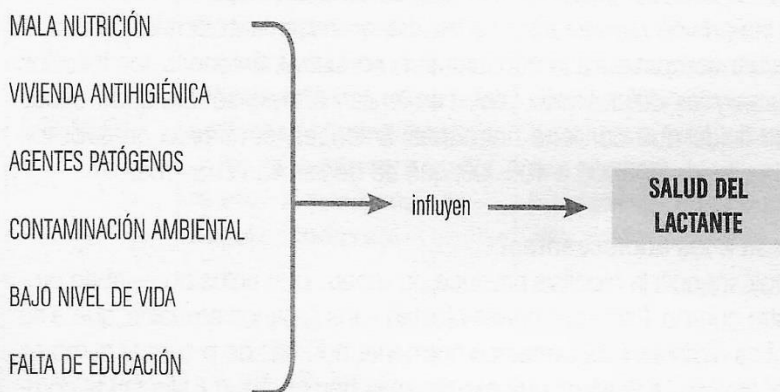 MALA NUTRICIÓN
VIVIENDA ANTIHIGIÉNICA
AGENTES PATÓGENOS
CONTAMINACIÓN AMBIENTAL
BAJO NIVEL DE VIDA
FALTA DE EDUCACIÓN
influyen
SALUD DEL
LACTANTE